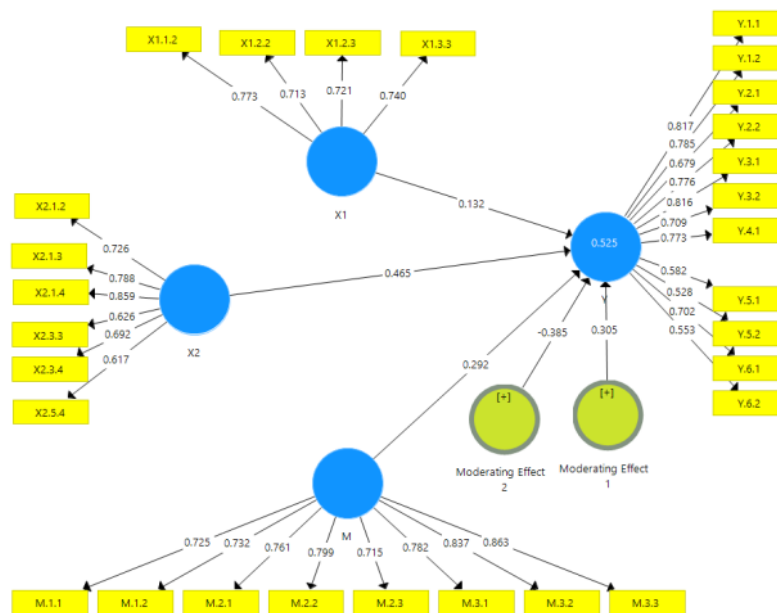 X1.1.2
X1.2.2
X1.2.3
X1.3.3
0.773
0.713
0.721
0.740
X1
0.132
X2.1.2
X2.1.3
X2.1.4
X2.3.3
X2.3.4
X2.5.4
0.726
0.788
0.859
0.626
0.692
0.617
X2
0.465
0.525
Y
Y.1.1
Y.1.2
Y.2.1
Y.2.2
Y.3.1
Y.3.2
Y.4.1
Y.5.1
Y.5.2
Y.6.1
Y.6.2
0.817
0.785
0.679
0.776
0.816
0.709
0.773
0.582
0.528
0.702
0.553
-0.385
0.305
0.292
[+]
Moderating Effect
2
[+]
Moderating Effect
1
M
0.725
0.732
0.761
0.799
0.715
0.782
0.837
0.863
M.1.1
M.1.2
M.2.1
M.2.2
M.2.3
M.3.1
M.3.2
M.3.3